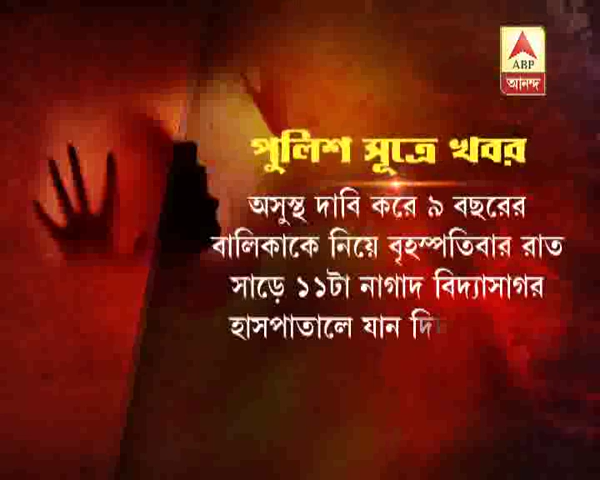 ABP
আনন্দ
পুলিশ সূত্রে খবর
অসুস্থ দাবি করে ৯ বছরের
বালিকাকে নিয়ে বৃহস্পতিবার রাত
সাড়ে ১১টা নাগাদ বিদ্যাসাগর
হাসপাতালে যান